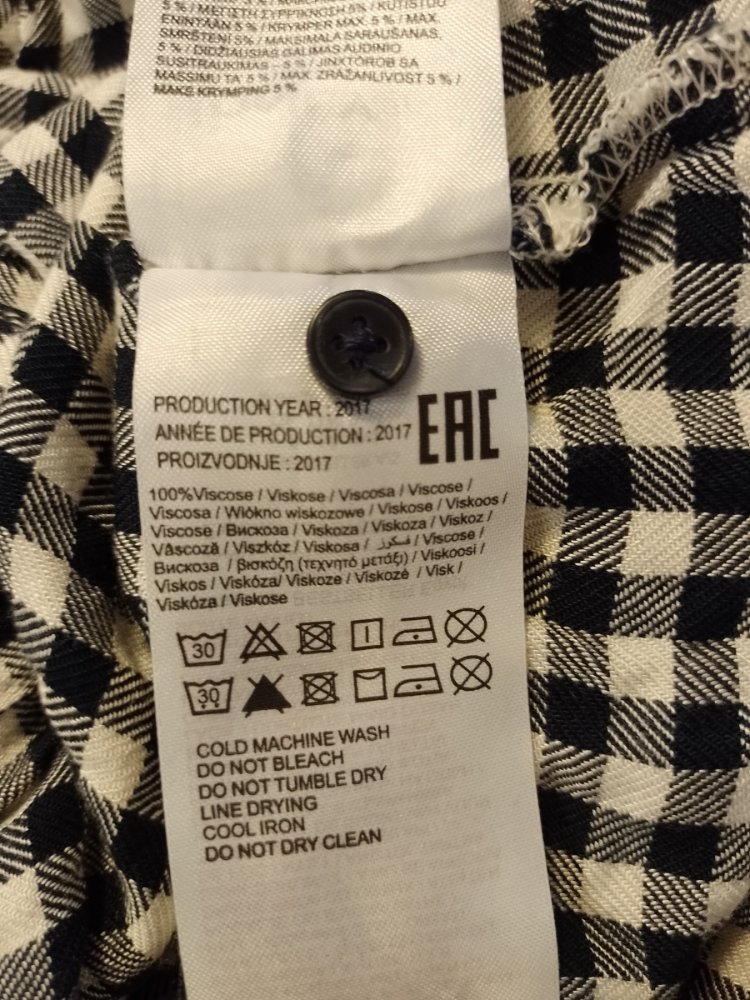 5 % / ΜΕΓΙΣΤΗ ΣΥΡΡΙΚΝΩΣΗ 5% / KUTISTUU
ENINTÄÄN 5 % / KRYMPER MAX. 5 % / MAX.
SMRŠTENÍ 5% / MAKSIMALA SARAUŠANAS,
5 % / DIDŽIAUSIAS GALIMAS AUDINIO
SUSITRAUKIMAS - 5 % / JINXTOROB SA
MASSIMU TA' 5 % / MAX. ZRÁŽANLIVOST 5 % /
MAKS KRYMPING 5 %
PRODUCTION YEAR : 2017
ANNÉE DE PRODUCTION : 2017
PROIZVODNJE : 2017
EAC
100%Viscose / Viskose / Viscosa / Viscose /
Viscosa / Włókno wiskozowe / Viskose / Viskoos /
Viscose / Вискоза / Viskoza / Viskoza / Viskoz /
Vâscoză / Viszkóz / Viskosa / فسكوز / Viscose /
Вискоза / βισκόζη (τεχνητό μετάξι) / Viskoosi /
Viskos / Viskóza/ Viskoze / Viskozė / Visk /
Viskóza / Viskose
30
30
COLD MACHINE WASH
DO NOT BLEACH
DO NOT TUMBLE DRY
LINE DRYING
COOL IRON
DO NOT DRY CLEAN